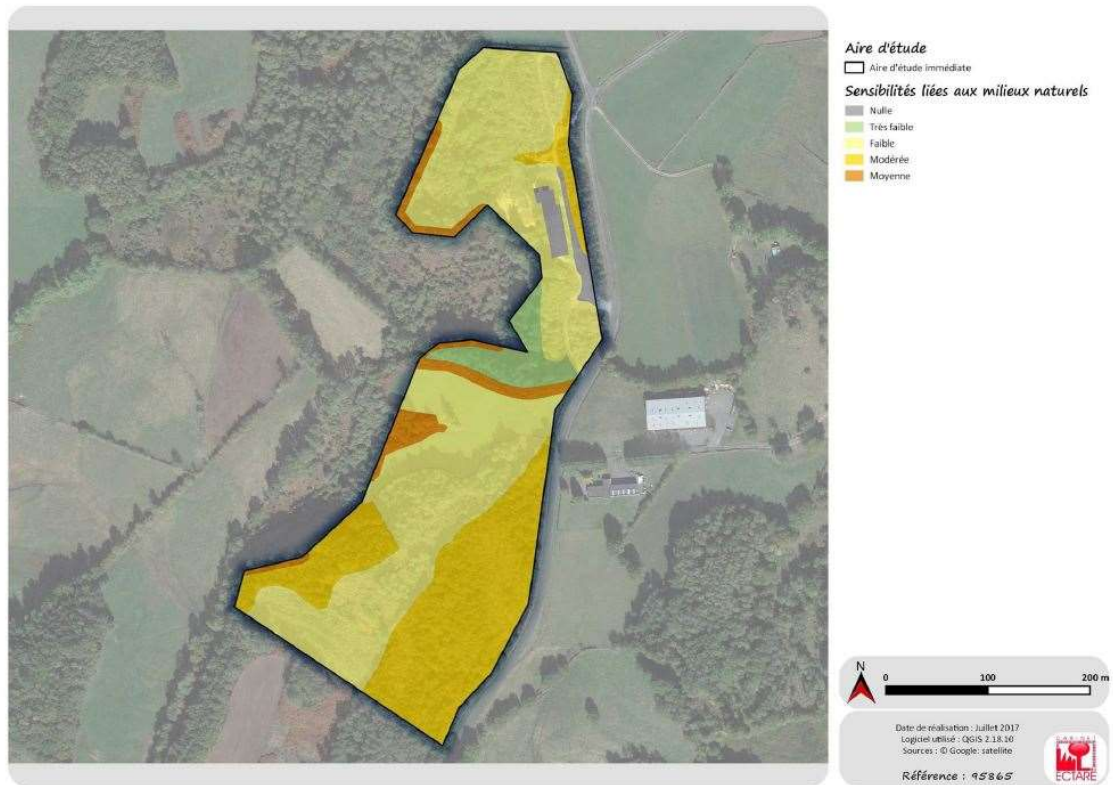 Aire d'étude
Aire d'étude immédiate
Sensibilités liées aux milieux naturels
Nulle
Très faible
Faible
Modérée
Moyenne
N
0 100 200 m
Date de réalisation : Juillet 2017
Logiciel utilisé : QGIS 2.18.10
Sources : © Google satellite
Référence : 95865
CABINET
ECTARE